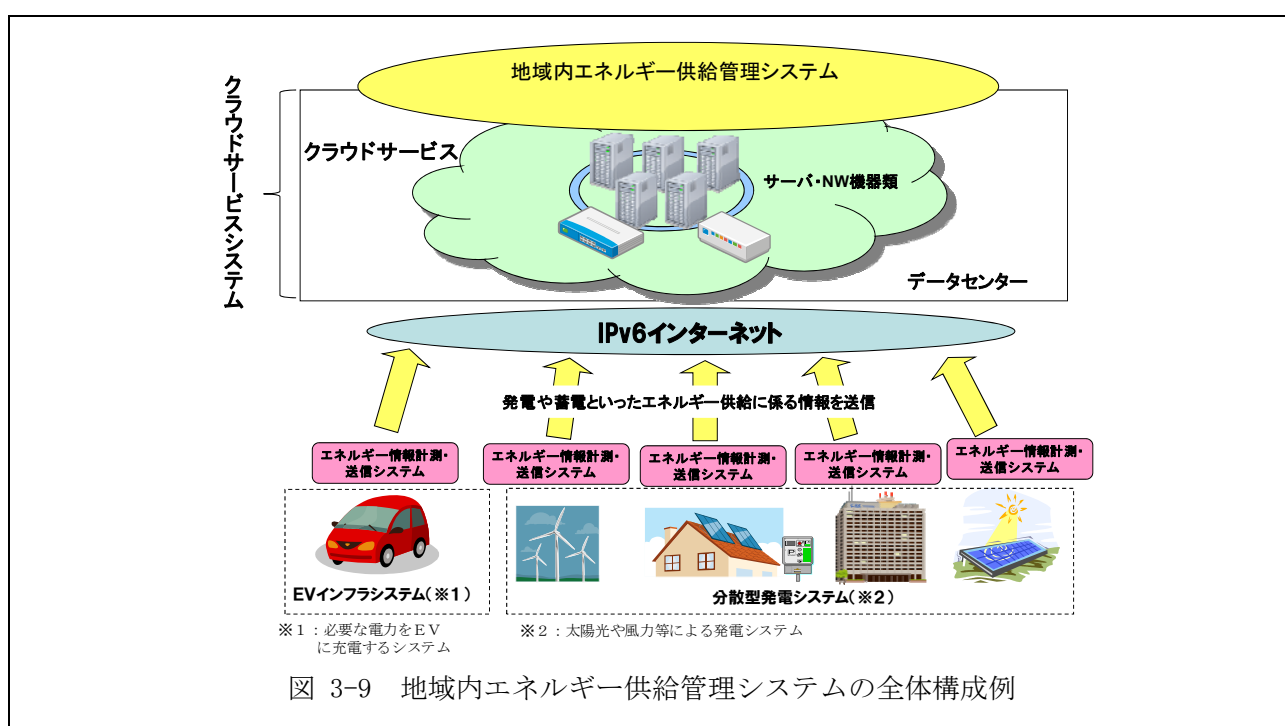 地域内エネルギー供給管理システム
クラウドサービスシステム
クラウドサービス
サーバ・NW機器類
データセンター
IPv6インターネット
発電や蓄電といったエネルギー供給に係る情報を送信
エネルギー情報計測・
送信システム
エネルギー情報計測・
送信システム
エネルギー情報計測・
送信システム
エネルギー情報計測・
送信システム
エネルギー情報計測・
送信システム
EVインフラシステム(※1)
分散型発電システム(※2)
※1:必要な電力をEV
に充電するシステム
※2:太陽光や風力等による発電システム
図 3-9 地域内エネルギー供給管理システムの全体構成例